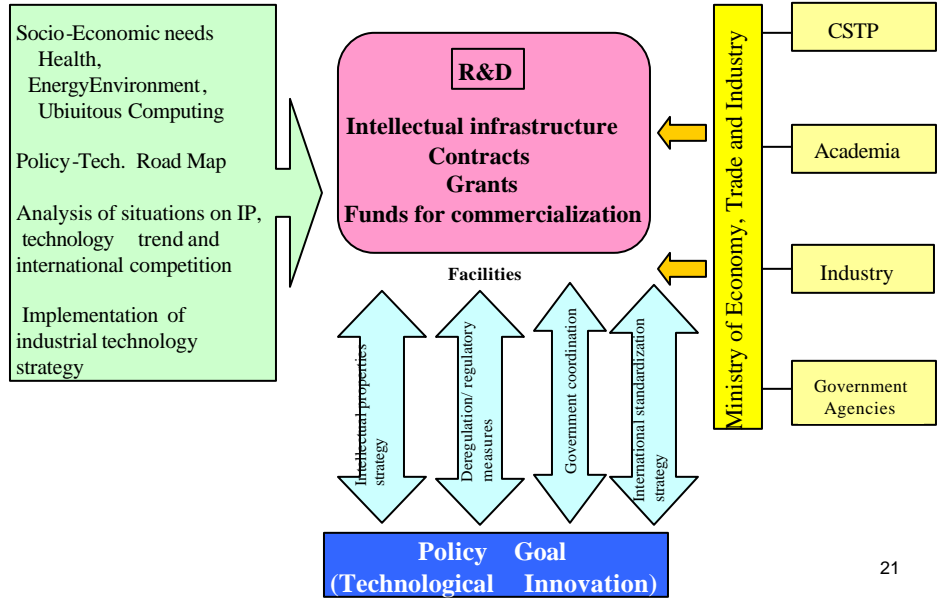 Socio-Economic needs
Health,
EnergyEnvironment,
Ubiuitous Computing
Policy-Tech. Road Map
Analysis of situations on IP,
technology trend and
international competition
Implementation of
industrial technology
strategy
R&D
Intellectual infrastructure
Contracts
Grants
Funds for commercialization
Facilities
Intellectual properties
strategy
Deregulation/ regulatory
measures
Government coordination
International standardization
strategy
Policy Goal
(Technological Innovation)
Ministry of Economy, Trade and Industry
CSTP
Academia
Industry
Government
Agencies
21